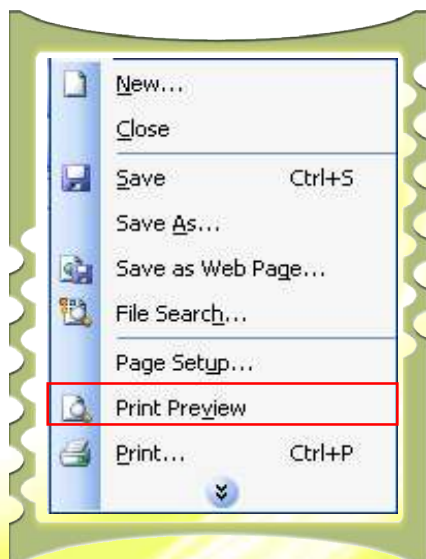 New...
Close
Save Ctrl+S
Save As...
Save as Web Page...
File Search...
Page Setup...
Print Preview
Print... Ctrl+P